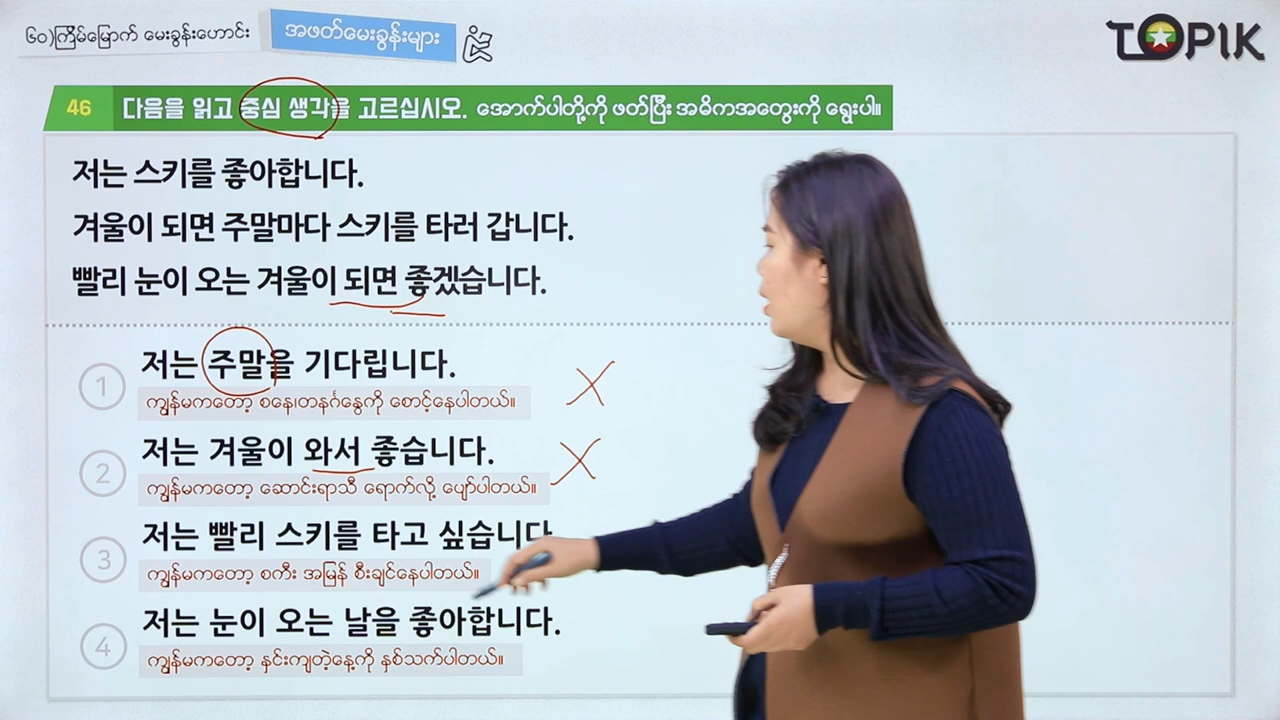 ၆၀)ကြိမ်မြောက် မေးခွန်းဟောင်း အဖတ်မေးခွန်းများ
TOPIK
46 다음을 읽고 중심 생각을 고르십시오. အောက်ပါတို့ကို ဖတ်ပြီး အဓိကအတွေးကို ရွေးပါ။
저는 스키를 좋아합니다.
겨울이 되면 주말마다 스키를 타러 갑니다.
빨리 눈이 오는 겨울이 되면 좋겠습니다.
1 저는 주말을 기다립니다.
ကျွန်မကတော့ စနေ၊တနင်္ဂနွေကို စောင့်နေပါတယ်။
2 저는 겨울이 와서 좋습니다.
ကျွန်မကတော့ ဆောင်းရာသီ ရောက်လို့ ပျော်ပါတယ်။
3 저는 빨리 스키를 타고 싶습니다
ကျွန်မကတော့ စကီး အမြန် စီးချင်နေပါတယ်။
4 저는 눈이 오는 날을 좋아합니다.
ကျွန်မကတော့ နှင်းကျတဲ့နေ့ကို နှစ်သက်ပါတယ်။